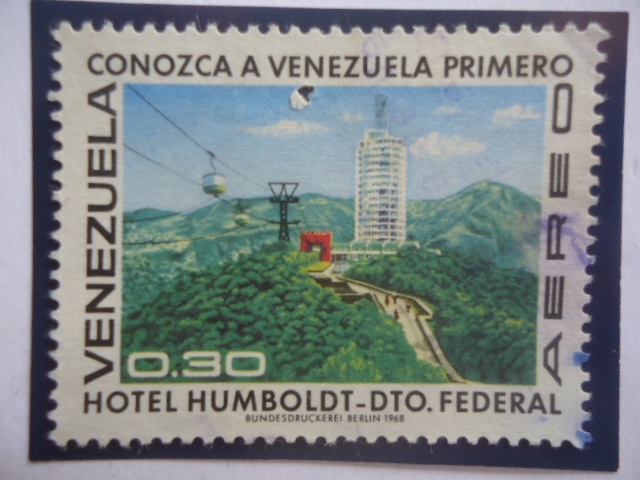 CONOZCA A VENEZUELA PRIMERO
VENEZUELA
AEREO
0.30
HOTEL HUMBOLDT-DTO. FEDERAL
BUNDESDRUCKEREI BERLIN 1968